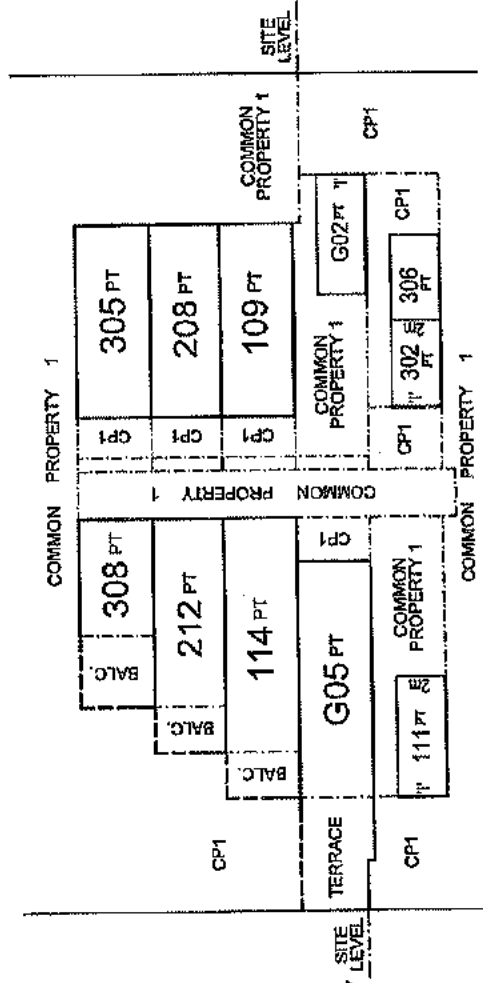 COMMON PROPERTY 1
308 PT
BALC.
CP1
305 PT
212 PT
BALC.
CP1
208 PT
COMMON
PROPERTY 1
114 PT
BALC.
CP1
109 PT
COMMON PROPERTY 1
CP1
SITE
LEVEL
SITE
LEVEL
TERRACE
G05 PT
CP1
COMMON
PROPERTY 1
G02 PT
CP1
CP1
111 PT
2m
COMMON
PROPERTY 1
CP1
302
PT
2m
306
PT
CP1
COMMON PROPERTY 1